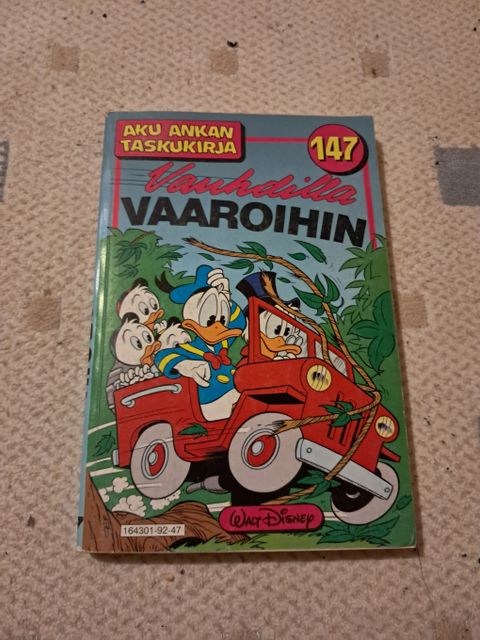 AKU ANKAN
TASKUKIRJA
147
Vauhdilla
VAAROIHIN
164301-92-47
WALT DISNEY